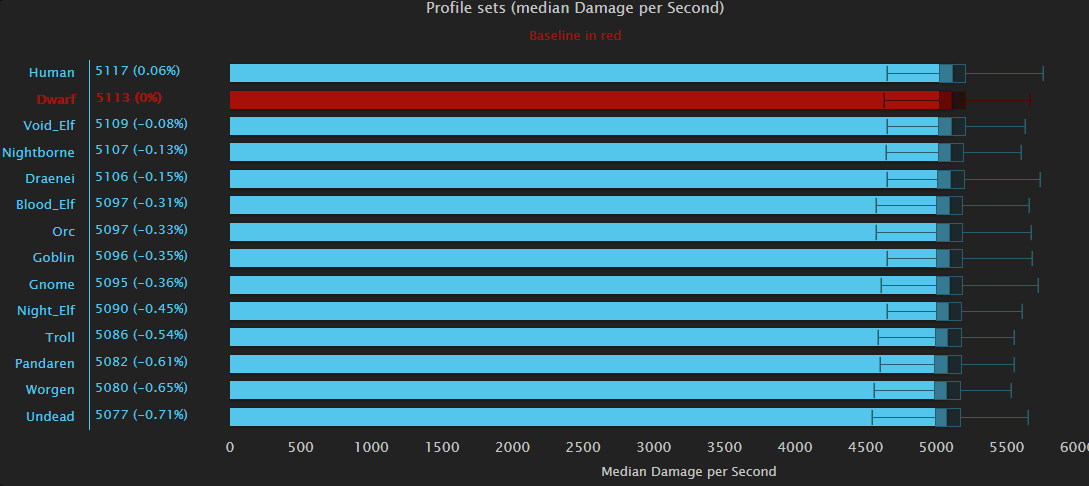 Profile sets (median Damage per Second)
Baseline in red
Human 5117 (0.06%)
Dwarf 5113 (0%)
Void_Elf 5109 (-0.08%)
Nightborne 5107 (-0.13%)
Draenei 5106 (-0.15%)
Blood_Elf 5097 (-0.31%)
Orc 5097 (-0.33%)
Goblin 5096 (-0.35%)
Gnome 5095 (-0.36%)
Night_Elf 5090 (-0.45%)
Troll 5086 (-0.54%)
Pandaren 5082 (-0.61%)
Worgen 5080 (-0.65%)
Undead 5077 (-0.71%)
0 500 1000 1500 2000 2500 3000 3500 4000 4500 5000 5500 6000
Median Damage per Second